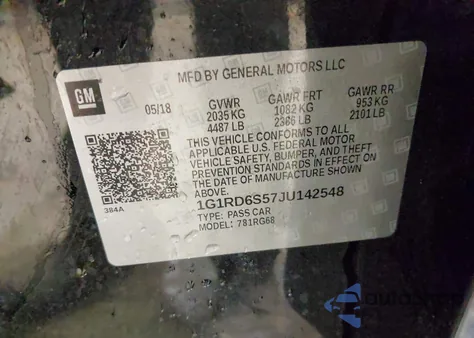 MFD BY GENERAL MOTORS LLC
GM
05/18
GVWR GAWR FRT GAWR RR
2035 KG 1082 KG 953 KG
4487 LB 2386 LB 2101 LB
THIS VEHICLE CONFORMS TO ALL
APPLICABLE U.S. FEDERAL MOTOR
VEHICLE SAFETY, BUMPER, AND THEFT
PREVENTION STANDARDS IN EFFECT ON
THE DATE OF MANUFACTURE SHOWN ABOVE.
384A
1G1RD6S57JU142548
TYPE: PASS CAR
MODEL: 781RG68